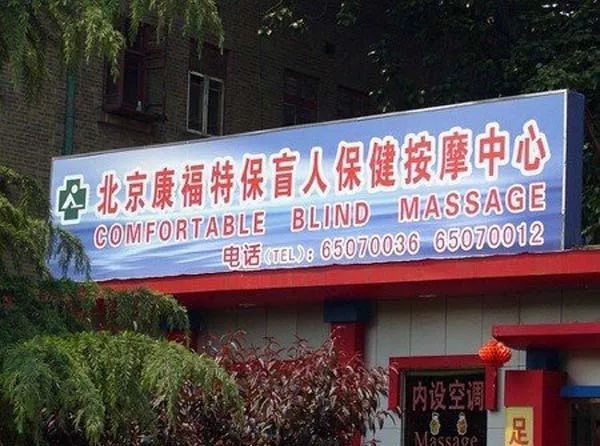 北京康福特保盲人保健按摩中心
COMFORTABLE BLIND MASSAGE
电话(TEL): 65070036 65070012
内设空调
Massage
足